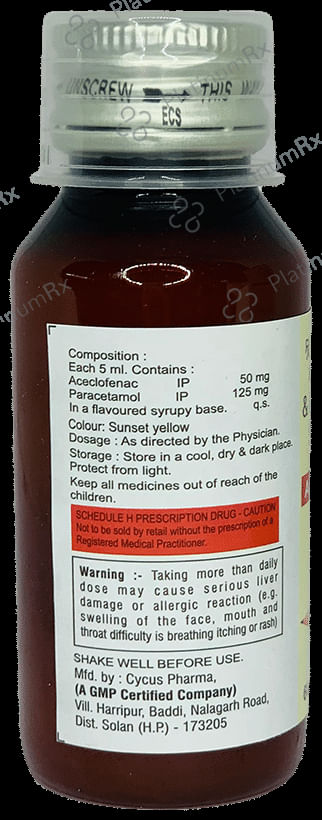 UNSCREW THIS WAY
ECS
Composition :
Each 5 ml. Contains :
Aceclofenac IP 50 mg
Paracetamol IP 125 mg
In a flavoured syrupy base. q.s.
Colour: Sunset yellow
Dosage : As directed by the Physician.
Storage : Store in a cool, dry & dark place.
Protect from light.
Keep all medicines out of reach of the
children.
SCHEDULE H PRESCRIPTION DRUG - CAUTION
Not to be sold by retail without the prescription of a
Registered Medical Practitioner.
Warning :- Taking more than daily
dose may cause serious liver
damage or allergic reaction (e.g.
swelling of the face, mouth and
throat difficulty is breathing itching or rash)
SHAKE WELL BEFORE USE.
Mfd. by : Cycus Pharma,
(A GMP Certified Company)
Vill. Harripur, Baddi, Nalagarh Road,
Dist. Solan (H.P.) - 173205
PlatinumRx